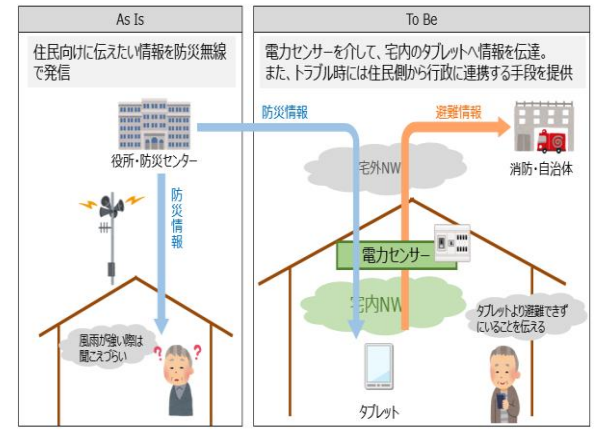 As Is
住民向けに伝えたい情報を防災無線
で発信
役所・防災センター
防災情報
風雨が強い際は
聞こえづらい
To Be
電力センサーを介して、宅内のタブレットへ情報を伝達。
また、トラブル時には住民側から行政に連携する手段を提供
防災情報
避難情報
宅外NW
消防・自治体
電力センサー
宅内NW
タブレットより避難できず
にいることを伝える
タブレット